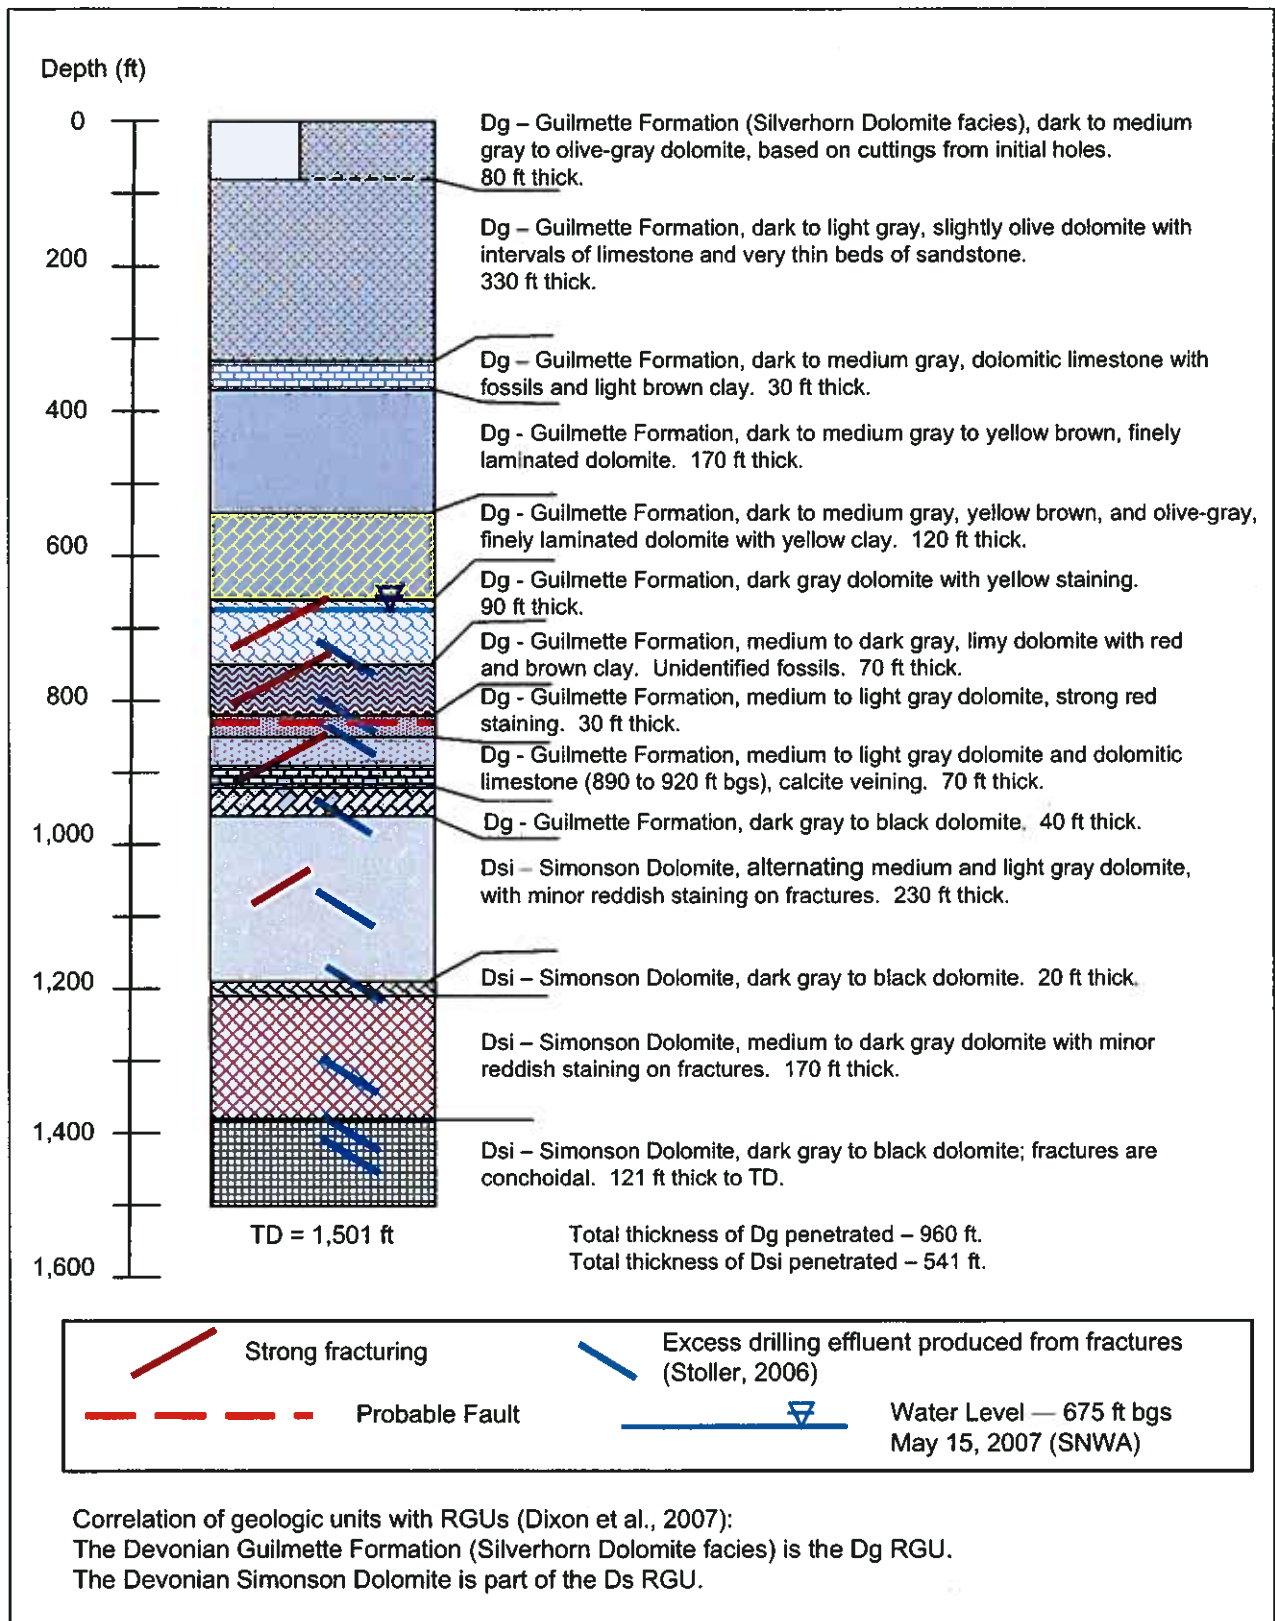 Depth (ft)
0
200
400
600
800
1,000
1,200
1,400
1,600
Dg – Guilmette Formation (Silverhorn Dolomite facies), dark to medium
gray to olive-gray dolomite, based on cuttings from initial holes.
80 ft thick.
Dg – Guilmette Formation, dark to light gray, slightly olive dolomite with
intervals of limestone and very thin beds of sandstone.
330 ft thick.
Dg – Guilmette Formation, dark to medium gray, dolomitic limestone with
fossils and light brown clay. 30 ft thick.
Dg - Guilmette Formation, dark to medium gray to yellow brown, finely
laminated dolomite. 170 ft thick.
Dg - Guilmette Formation, dark to medium gray, yellow brown, and olive-gray,
finely laminated dolomite with yellow clay. 120 ft thick.
Dg - Guilmette Formation, dark gray dolomite with yellow staining.
90 ft thick.
Dg - Guilmette Formation, medium to dark gray, limy dolomite with red
and brown clay. Unidentified fossils. 70 ft thick.
Dg - Guilmette Formation, medium to light gray dolomite, strong red
staining. 30 ft thick.
Dg - Guilmette Formation, medium to light gray dolomite and dolomitic
limestone (890 to 920 ft bgs), calcite veining. 70 ft thick.
Dg - Guilmette Formation, dark gray to black dolomite. 40 ft thick.
Dsi – Simonson Dolomite, alternating medium and light gray dolomite,
with minor reddish staining on fractures. 230 ft thick.
Dsi – Simonson Dolomite, dark gray to black dolomite. 20 ft thick.
Dsi – Simonson Dolomite, medium to dark gray dolomite with minor
reddish staining on fractures. 170 ft thick.
Dsi – Simonson Dolomite, dark gray to black dolomite; fractures are
conchoidal. 121 ft thick to TD.
TD = 1,501 ft
Total thickness of Dg penetrated – 960 ft.
Total thickness of Dsi penetrated – 541 ft.
Strong fracturing
Excess drilling effluent produced from fractures
(Stoller, 2006)
Probable Fault
Water Level — 675 ft bgs
May 15, 2007 (SNWA)
Correlation of geologic units with RGUs (Dixon et al., 2007):
The Devonian Guilmette Formation (Silverhorn Dolomite facies) is the Dg RGU.
The Devonian Simonson Dolomite is part of the Ds RGU.